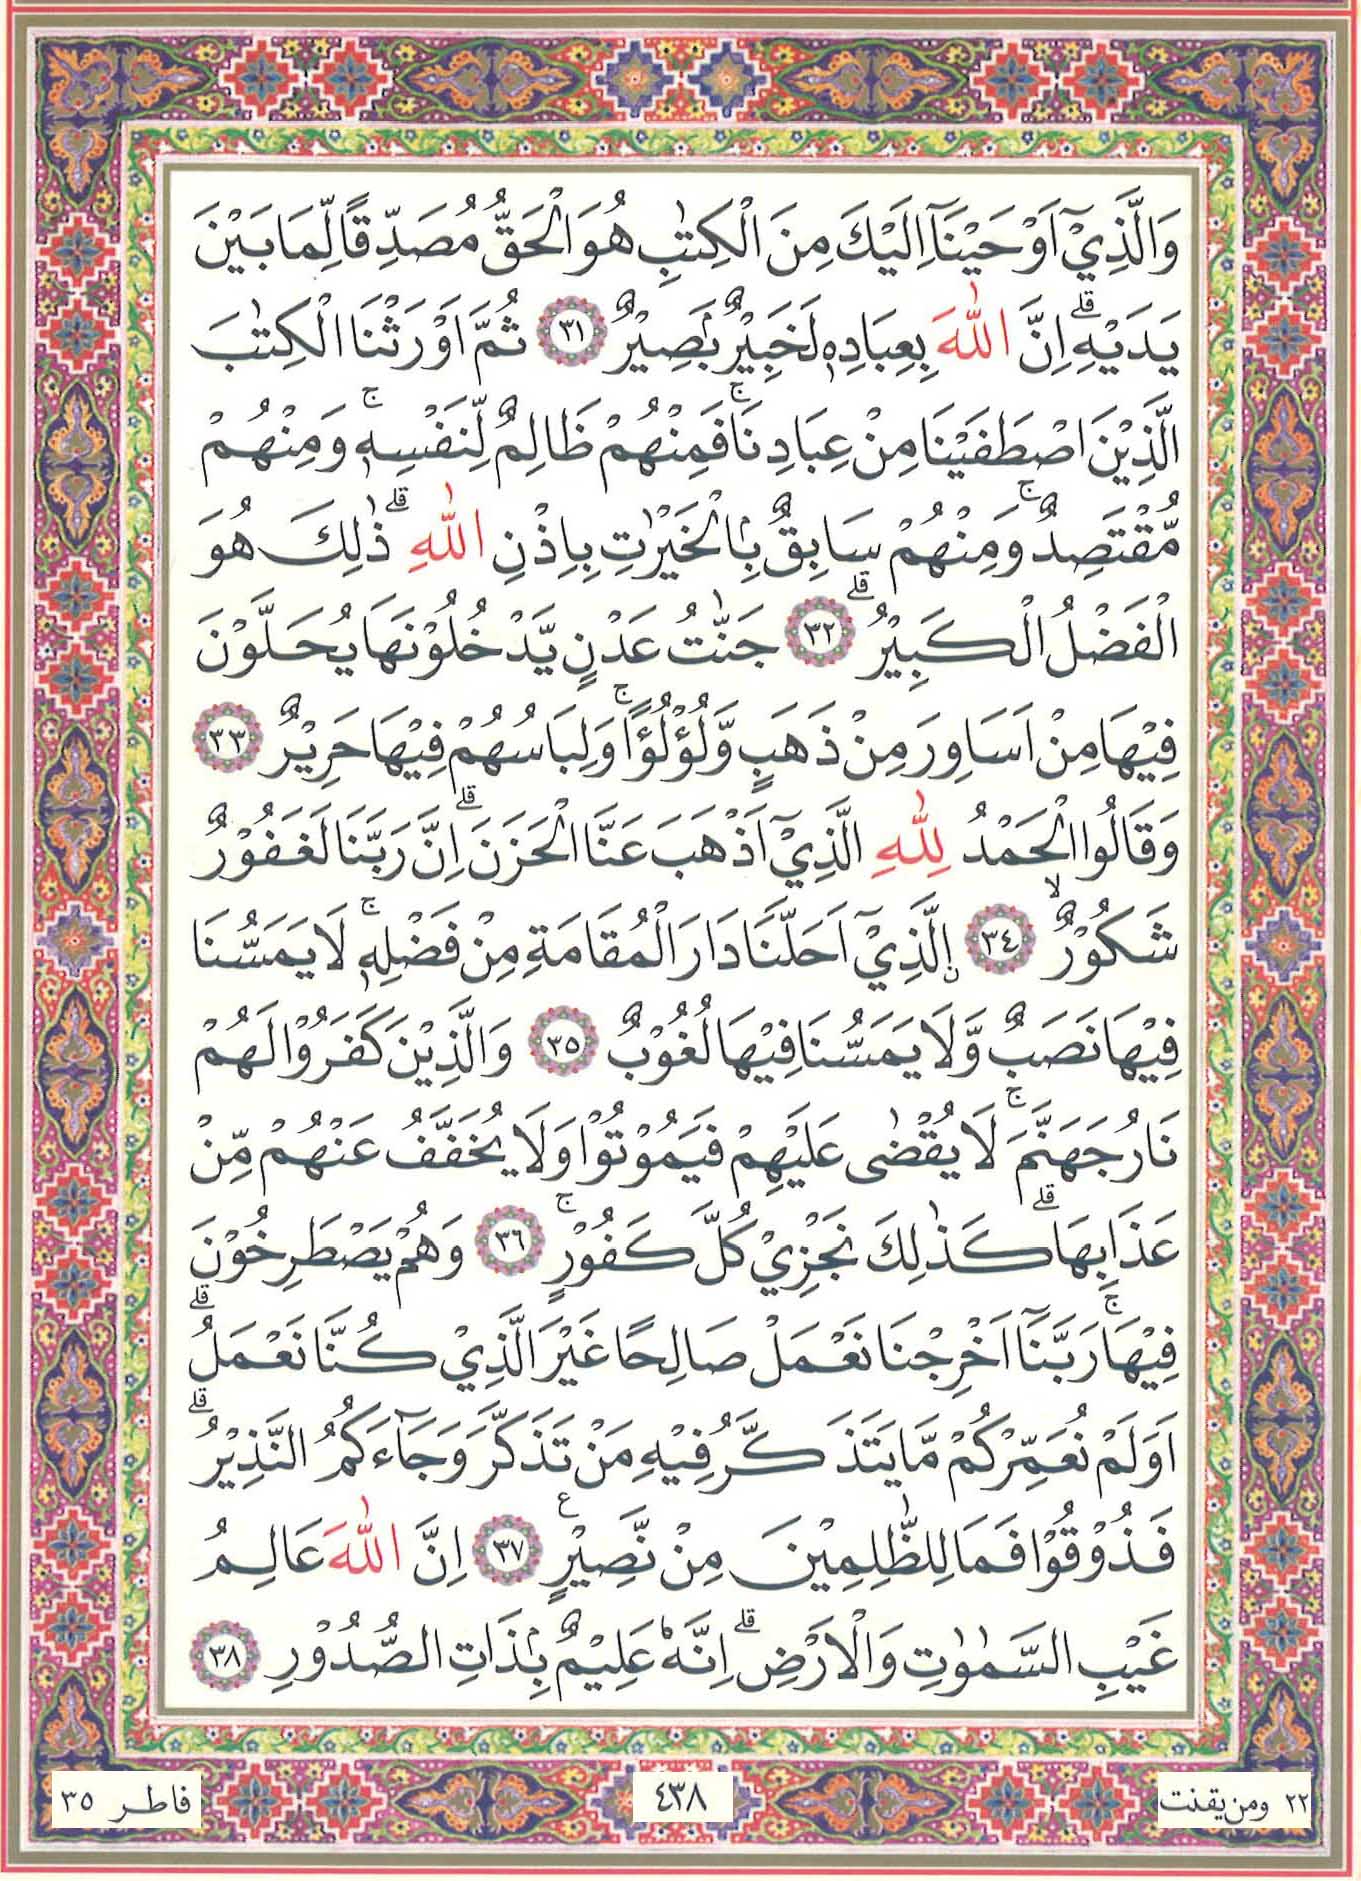 وَالَّذِيْٓ اَوْحَيْنَآ اِلَيْكَ مِنَ الْكِتٰبِ هُوَ الْحَقُّ مُصَدِّقًا لِّمَا بَيْنَ
يَدَيْهِ ۗاِنَّ اللّٰهَ بِعِبَادِهٖ لَخَبِيْرٌۢ بَصِيْرٌ ٣١ ثُمَّ اَوْرَثْنَا الْكِتٰبَ
الَّذِيْنَ اصْطَفَيْنَا مِنْ عِبَادِنَاۚ فَمِنْهُمْ ظَالِمٌ لِّنَفْسِهٖ ۚوَمِنْهُمْ
مُّقْتَصِدٌ ۚوَمِنْهُمْ سَابِقٌۢ بِالْخَيْرٰتِ بِاِذْنِ اللّٰهِ ۗذٰلِكَ هُوَ
الْفَضْلُ الْكَبِيْرُۗ ٣٢ جَنّٰتُ عَدْنٍ يَّدْخُلُوْنَهَا يُحَلَّوْنَ
فِيْهَا مِنْ اَسَاوِرَ مِنْ ذَهَبٍ وَّلُؤْلُؤًا ۚوَلِبَاسُهُمْ فِيْهَا حَرِيْرٌ ٣٣
وَقَالُوا الْحَمْدُ لِلّٰهِ الَّذِيْٓ اَذْهَبَ عَنَّا الْحَزَنَۗ اِنَّ رَبَّنَا لَغَفُوْرٌ
شَكُوْرٌۙ ٣٤ ۨالَّذِيْٓ اَحَلَّنَا دَارَ الْمُقَامَةِ مِنْ فَضْلِهٖۚ لَا يَمَسُّنَا
فِيْهَا نَصَبٌ وَّلَا يَمَسُّنَا فِيْهَا لُغُوْبٌ ٣٥ وَالَّذِيْنَ كَفَرُوْا لَهُمْ
نَارُ جَهَنَّمَۚ لَا يُقْضٰى عَلَيْهِمْ فَيَمُوْتُوْا وَلَا يُخَفَّفُ عَنْهُمْ مِّنْ
عَذَابِهَاۗ كَذٰلِكَ نَجْزِيْ كُلَّ كَفُوْرٍ ۚ ٣٦ وَهُمْ يَصْطَرِخُوْنَ
فِيْهَاۚ رَبَّنَآ اَخْرِجْنَا نَعْمَلْ صَالِحًا غَيْرَ الَّذِيْ كُنَّا نَعْمَلُۗ
اَوَلَمْ نُعَمِّرْكُمْ مَّا يَتَذَكَّرُ فِيْهِ مَنْ تَذَكَّرَ وَجَاۤءَكُمُ النَّذِيْرُۗ
فَذُوْقُوْا فَمَا لِلظّٰلِمِيْنَ مِنْ نَّصِيْرٍ ع ٣٧ اِنَّ اللّٰهَ عَالِمُ
غَيْبِ السَّمٰوٰتِ وَالْاَرْضِۗ اِنَّهٗ عَلِيْمٌۢ بِذَاتِ الصُّدُوْرِ ٣٨
٢٢ ومن يقنت ٤٣٨ فاطر ٣٥